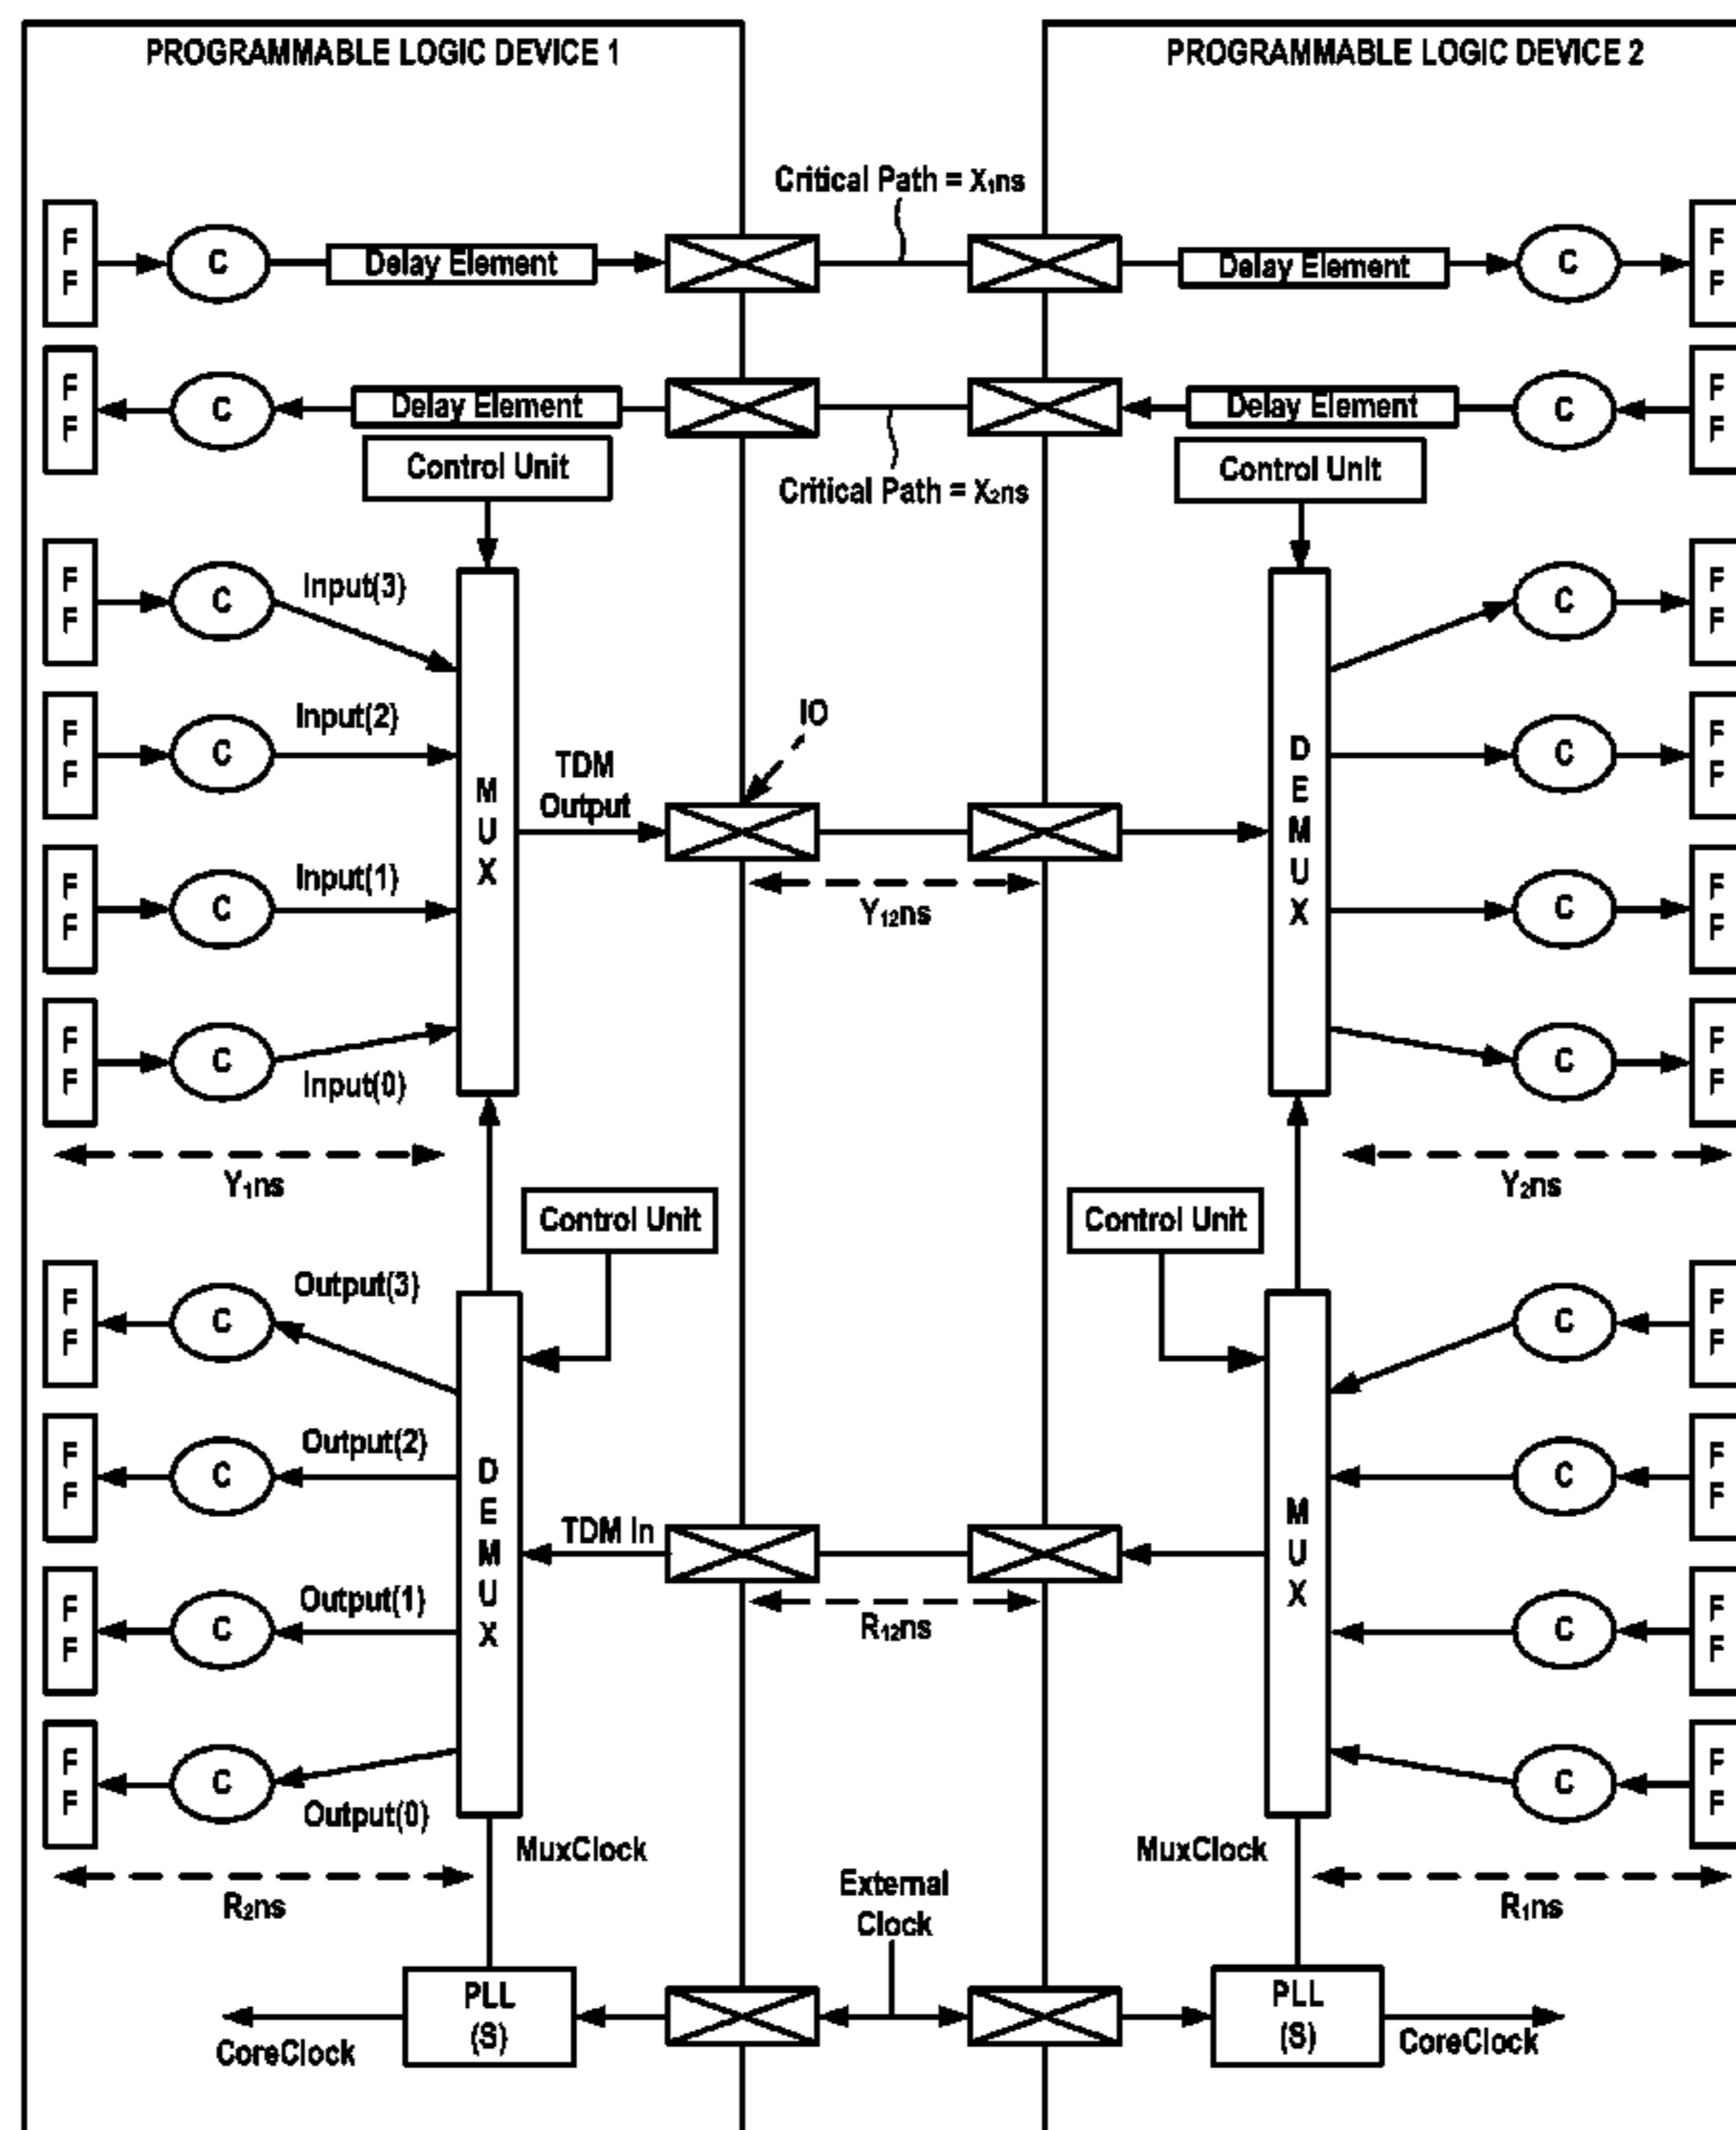 PROGRAMMABLE LOGIC DEVICE 1
PROGRAMMABLE LOGIC DEVICE 2
Critical Path = X₁ns
F
F
C
Delay Element
Delay Element
C
F
F
F
F
C
Delay Element
Delay Element
C
F
F
Control Unit
Critical Path = X₂ns
Control Unit
F
F
C
Input(3)
C
F
F
F
F
C
Input(2)
IO
C
F
F
TDM
Output
M
U
X
D
E
M
U
X
F
F
C
Input(1)
Y₁₂ns
C
F
F
F
F
C
Input(0)
C
F
F
Y₁ns
Y₂ns
Control Unit
Control Unit
F
F
C
Output(3)
C
F
F
F
F
C
Output(2)
C
F
F
D
E
M
U
X
TDM In
M
U
X
F
F
C
Output(1)
R₁₂ns
C
F
F
F
F
C
Output(0)
C
F
F
MuxClock
MuxClock
R₂ns
External
Clock
R₁ns
PLL
(S)
PLL
(S)
CoreClock
CoreClock